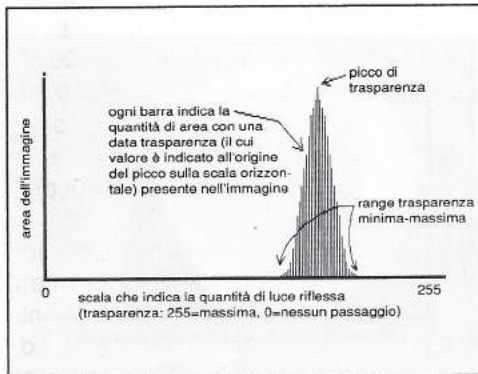 picco di
trasparenza
ogni barra indica la
quantità di area con una
data trasparenza (il cui
valore è indicato all'origine
del picco sulla scala orizzon-
tale) presente nell'immagine
area dell'immagine
range trasparenza
minima-massima
0
255
scala che indica la quantità di luce riflessa
(trasparenza: 255=massima, 0=nessun passaggio)